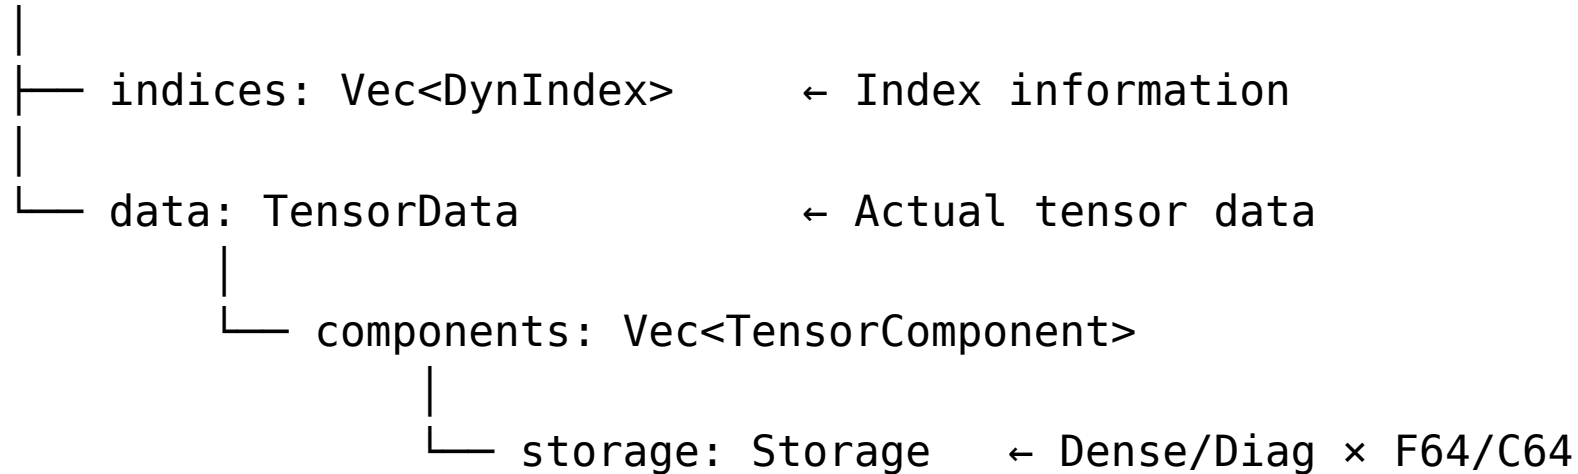 │
├── indices: Vec<DynIndex>     ← Index information
│
└── data: TensorData           ← Actual tensor data
        │
        └── components: Vec<TensorComponent>
                │
                └── storage: Storage   ← Dense/Diag × F64/C64